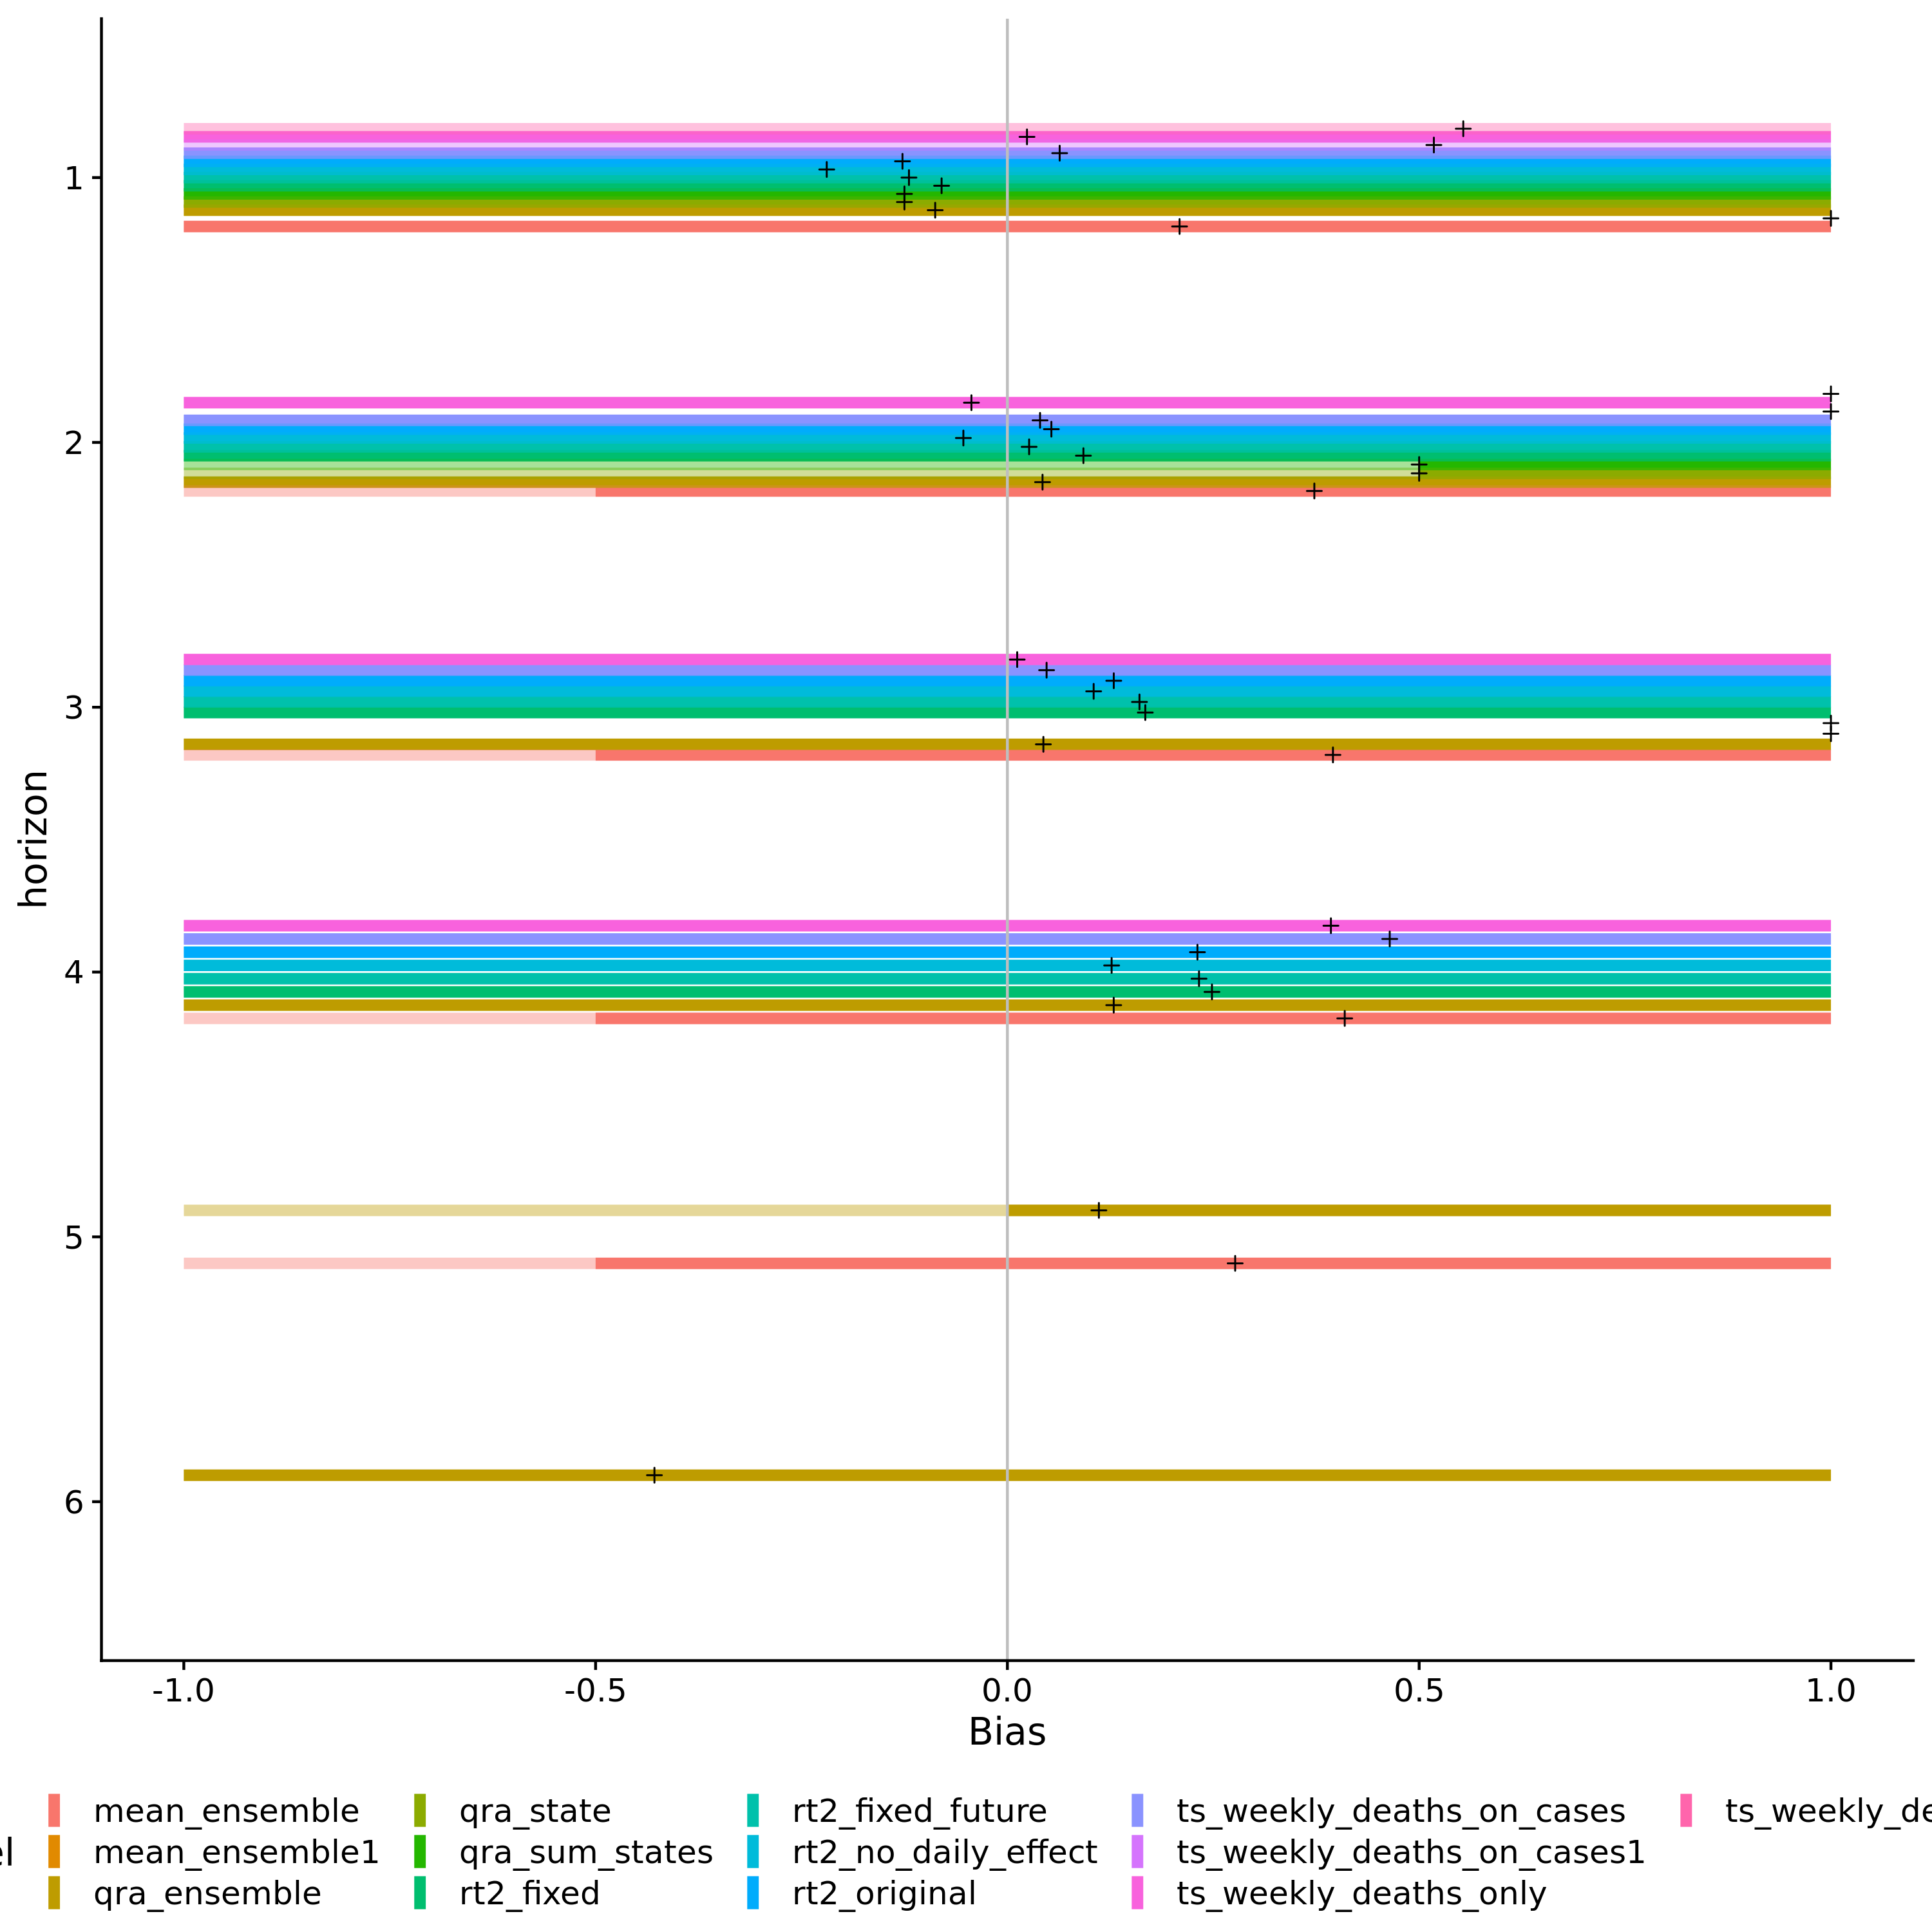 1
2
3
4
5
6
horizon
-1.0 -0.5 0.0 0.5 1.0
Bias
mean_ensemble qra_state rt2_fixed_future ts_weekly_deaths_on_cases
mean_ensemble1 qra_sum_states rt2_no_daily_effect ts_weekly_deaths_on_cases1
qra_ensemble rt2_fixed rt2_original ts_weekly_deaths_only